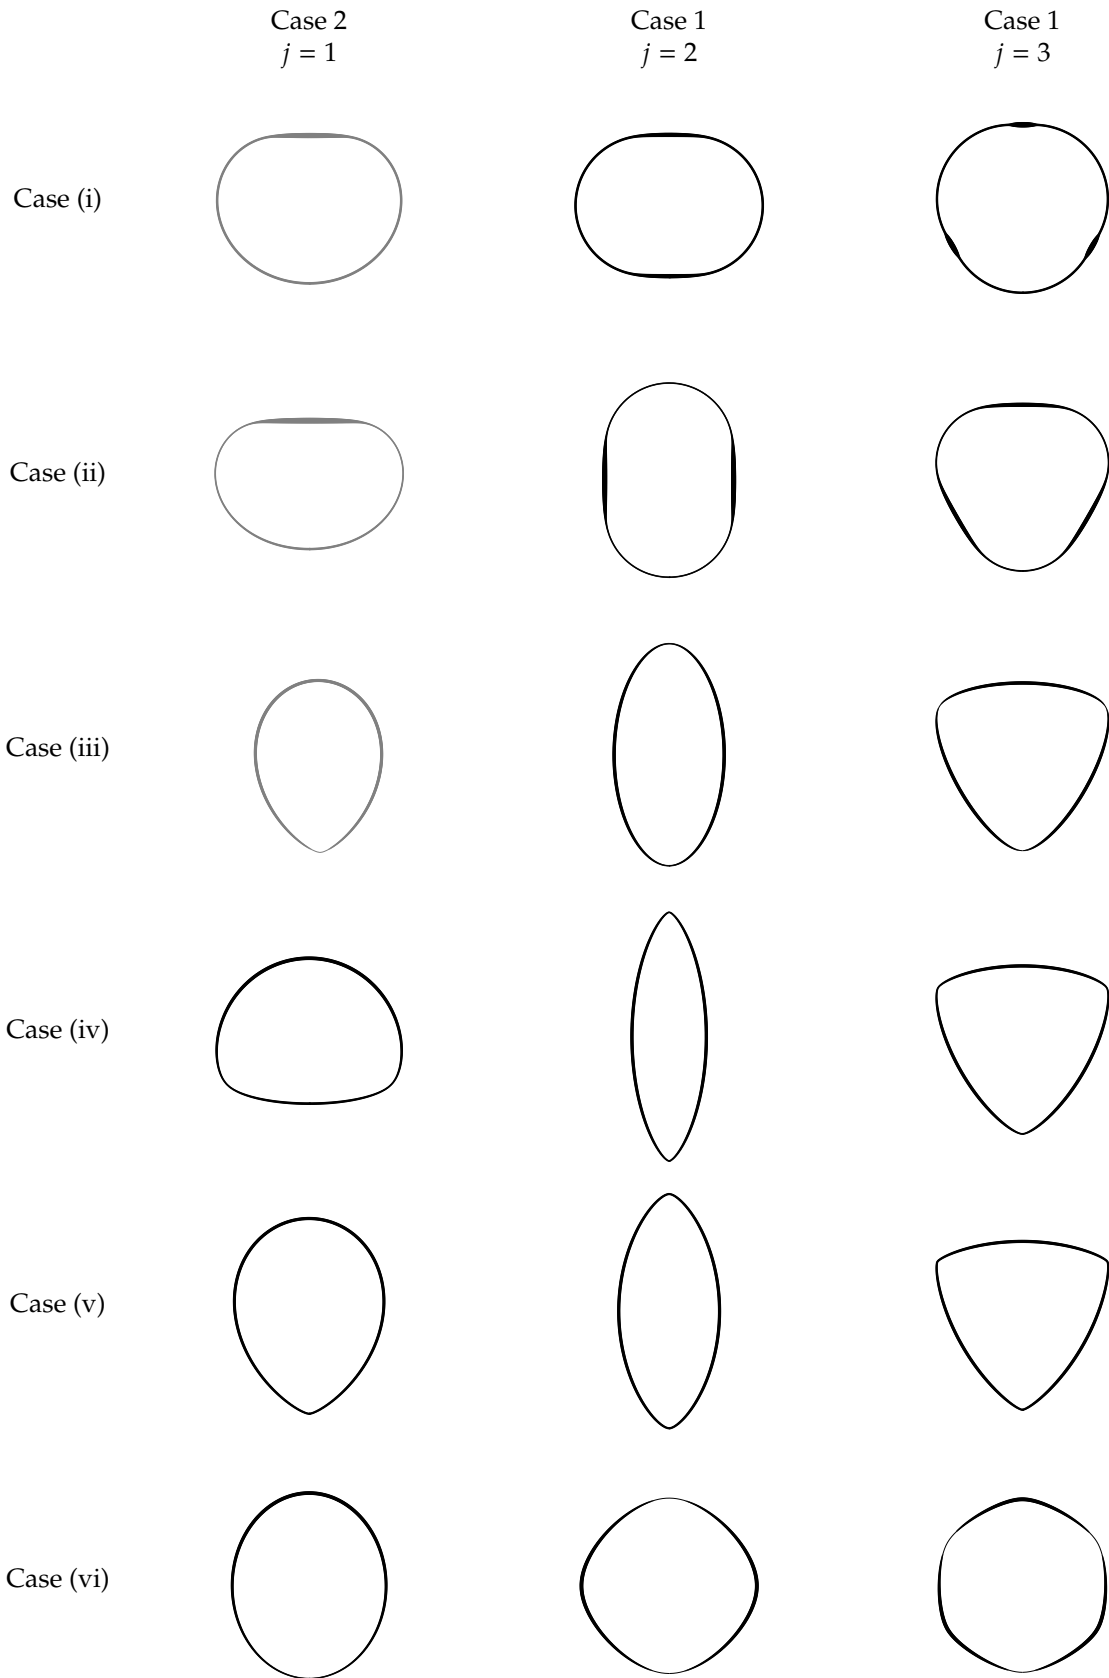 Case 2 Case 1 Case 1
j = 1 j = 2 j = 3
Case (i)
Case (ii)
Case (iii)
Case (iv)
Case (v)
Case (vi)